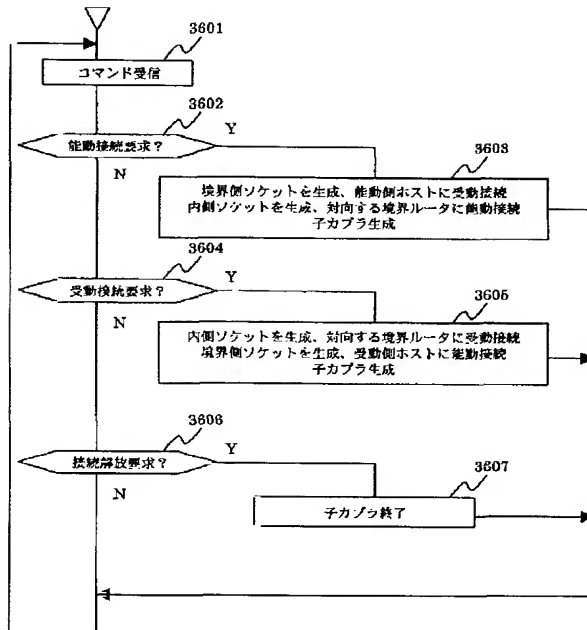 3601
コマンド受信
3602
能動接続要求？
Y
N
3603
境界側ソケットを生成、能動側ホストに受動接続
内側ソケットを生成、対向する境界ルータに能動接続
子カプラ生成
3604
受動接続要求？
Y
N
3605
内側ソケットを生成、対向する境界ルータに受動接続
境界側ソケットを生成、受動側ホストに能動接続
子カプラ生成
3606
接続解放要求？
Y
N
3607
子カプラ終了